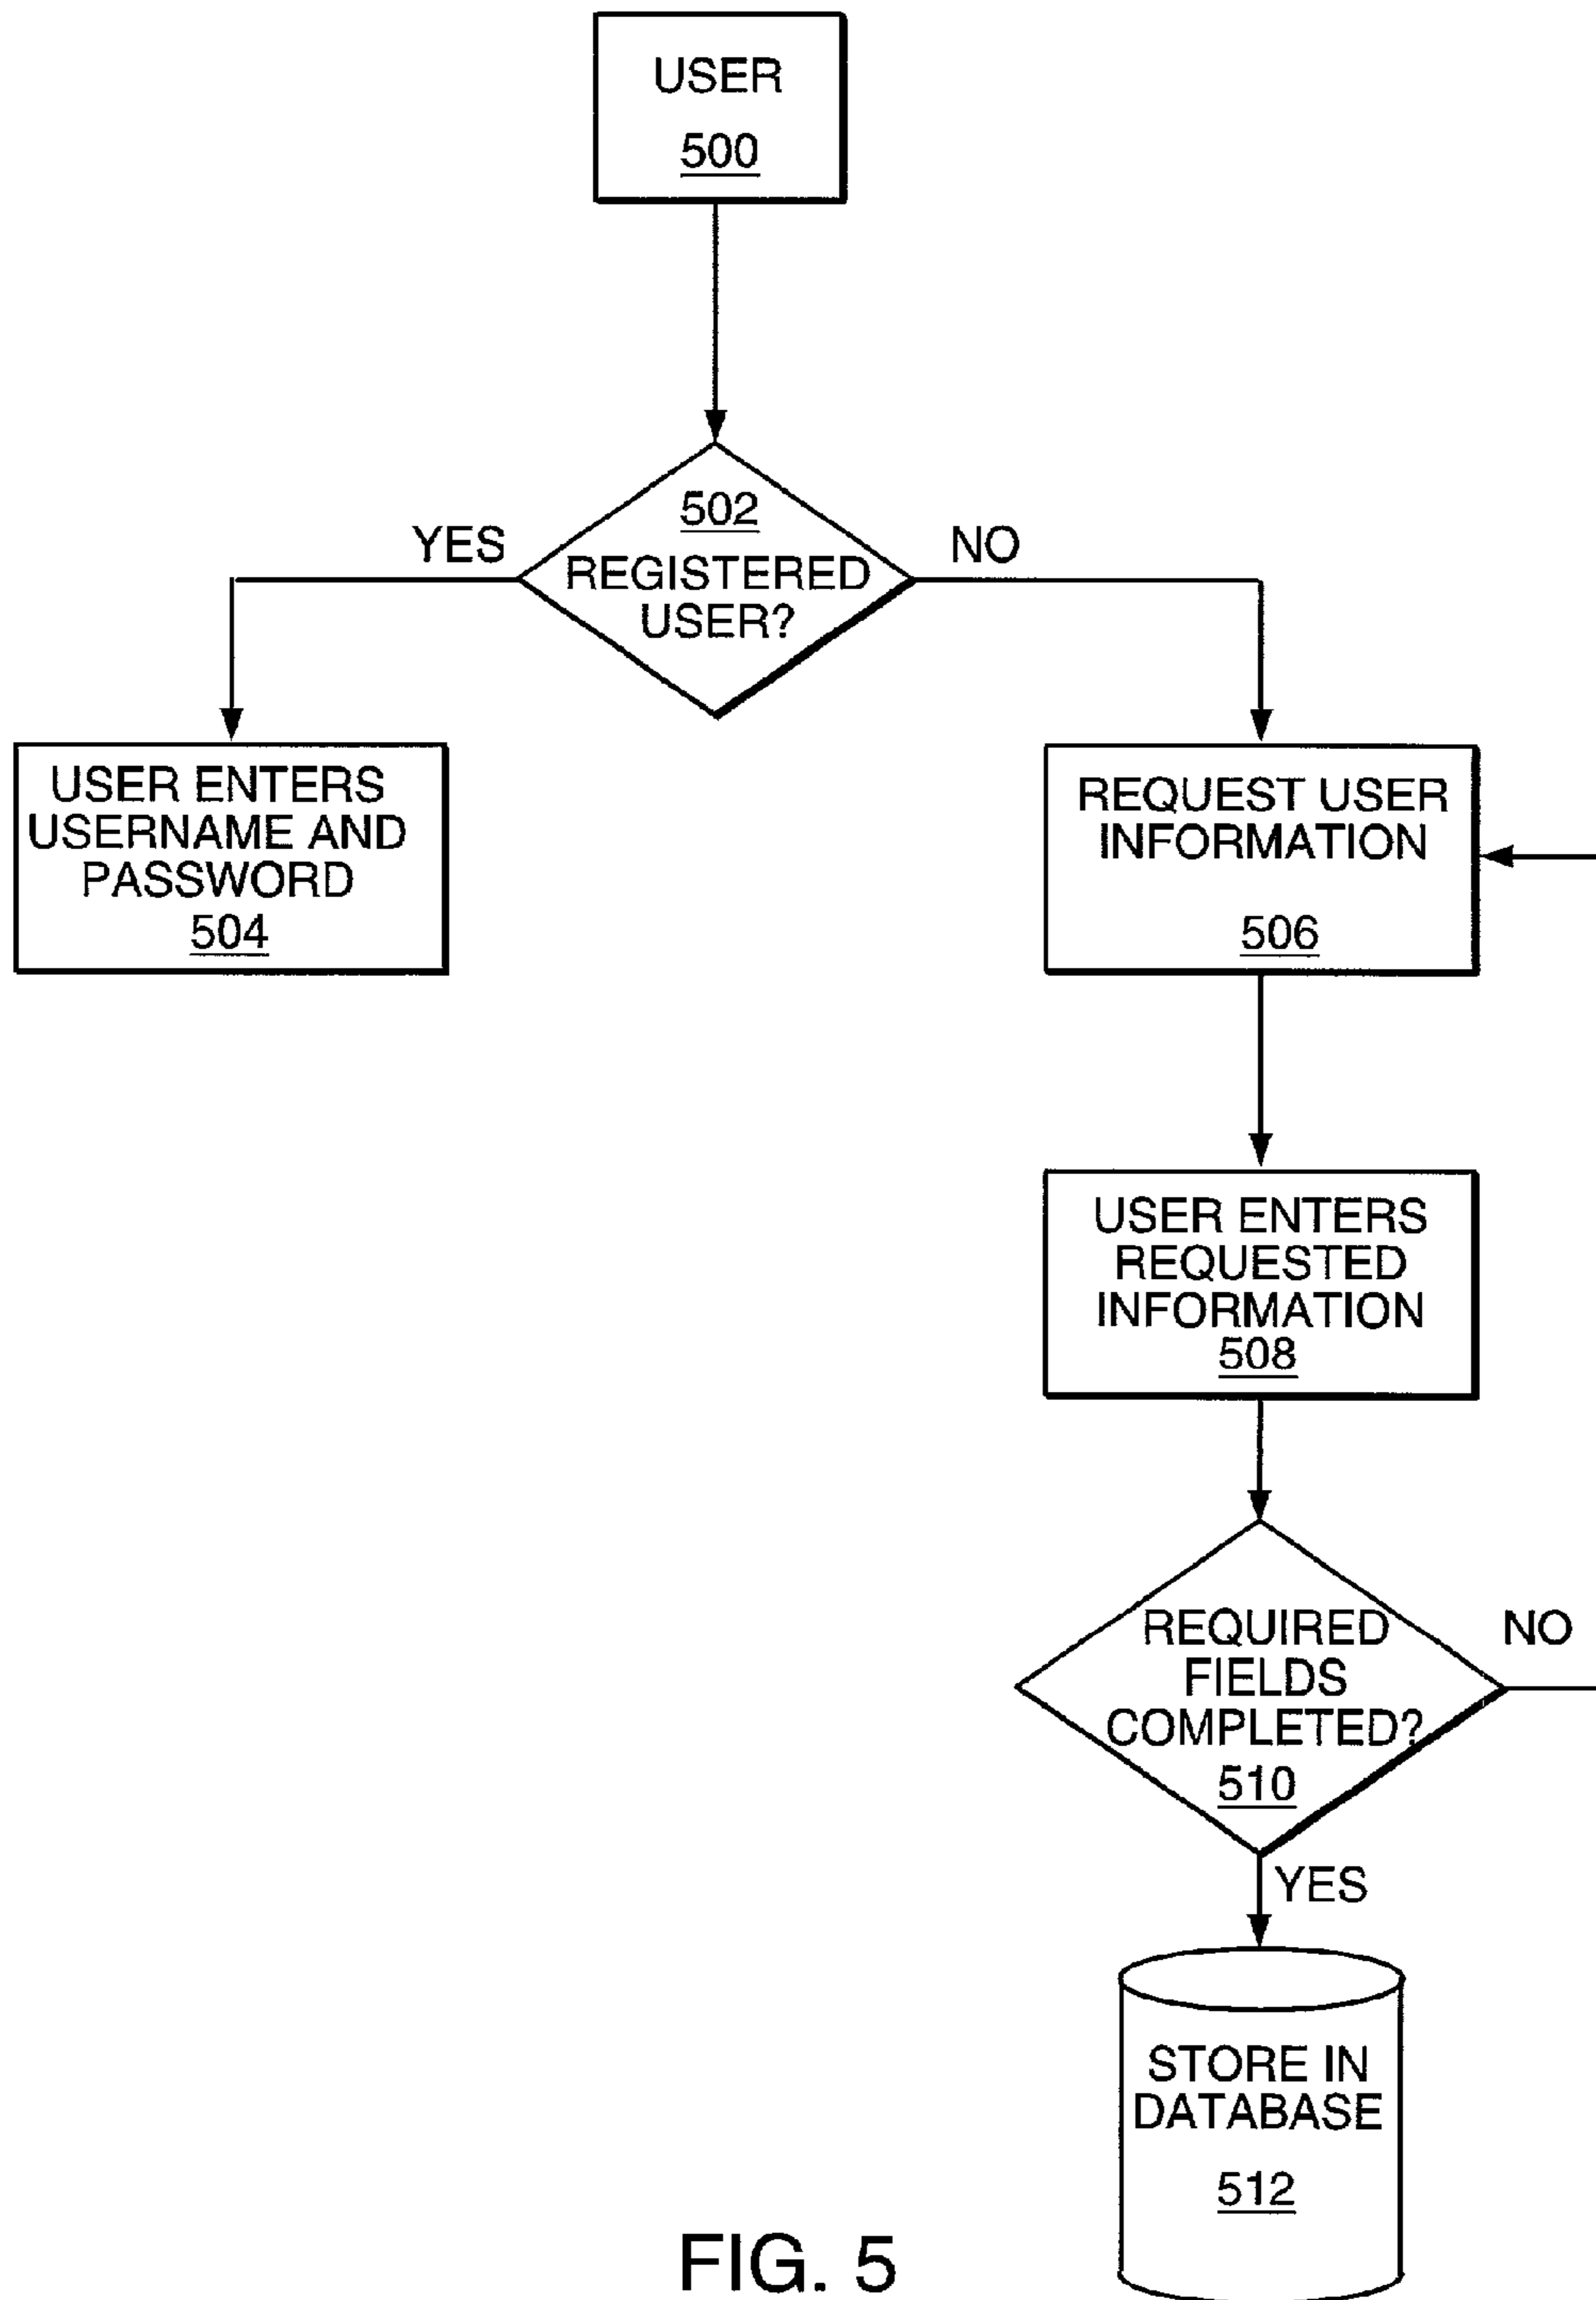 USER
500
502
REGISTERED
USER?
YES
NO
USER ENTERS
USERNAME AND
PASSWORD
504
REQUEST USER
INFORMATION
506
USER ENTERS
REQUESTED
INFORMATION
508
REQUIRED
FIELDS
COMPLETED?
510
NO
YES
STORE IN
DATABASE
512
FIG. 5